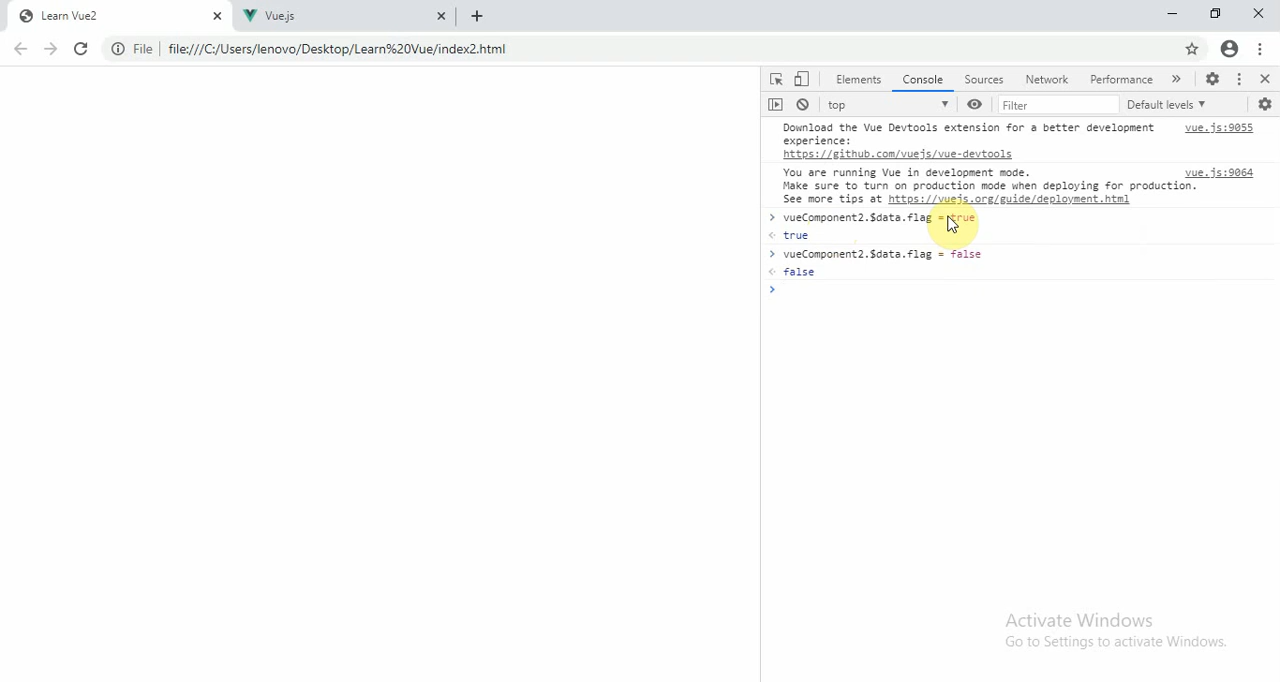 Learn Vue2
Vue.js
File
file:///C:/Users/lenovo/Desktop/Learn%20Vue/index2.html
Elements Console Sources Network Performance »
top Filter Default levels
Download the Vue Devtools extension for a better development vue.js:9055
experience:
https://github.com/vuejs/vue-devtools
You are running Vue in development mode. vue.js:9064
Make sure to turn on production mode when deploying for production.
See more tips at https://vuejs.org/guide/deployment.html
> vueComponent2.$data.flag = true
< true
> vueComponent2.$data.flag = false
< false
>
Activate Windows
Go to Settings to activate Windows.